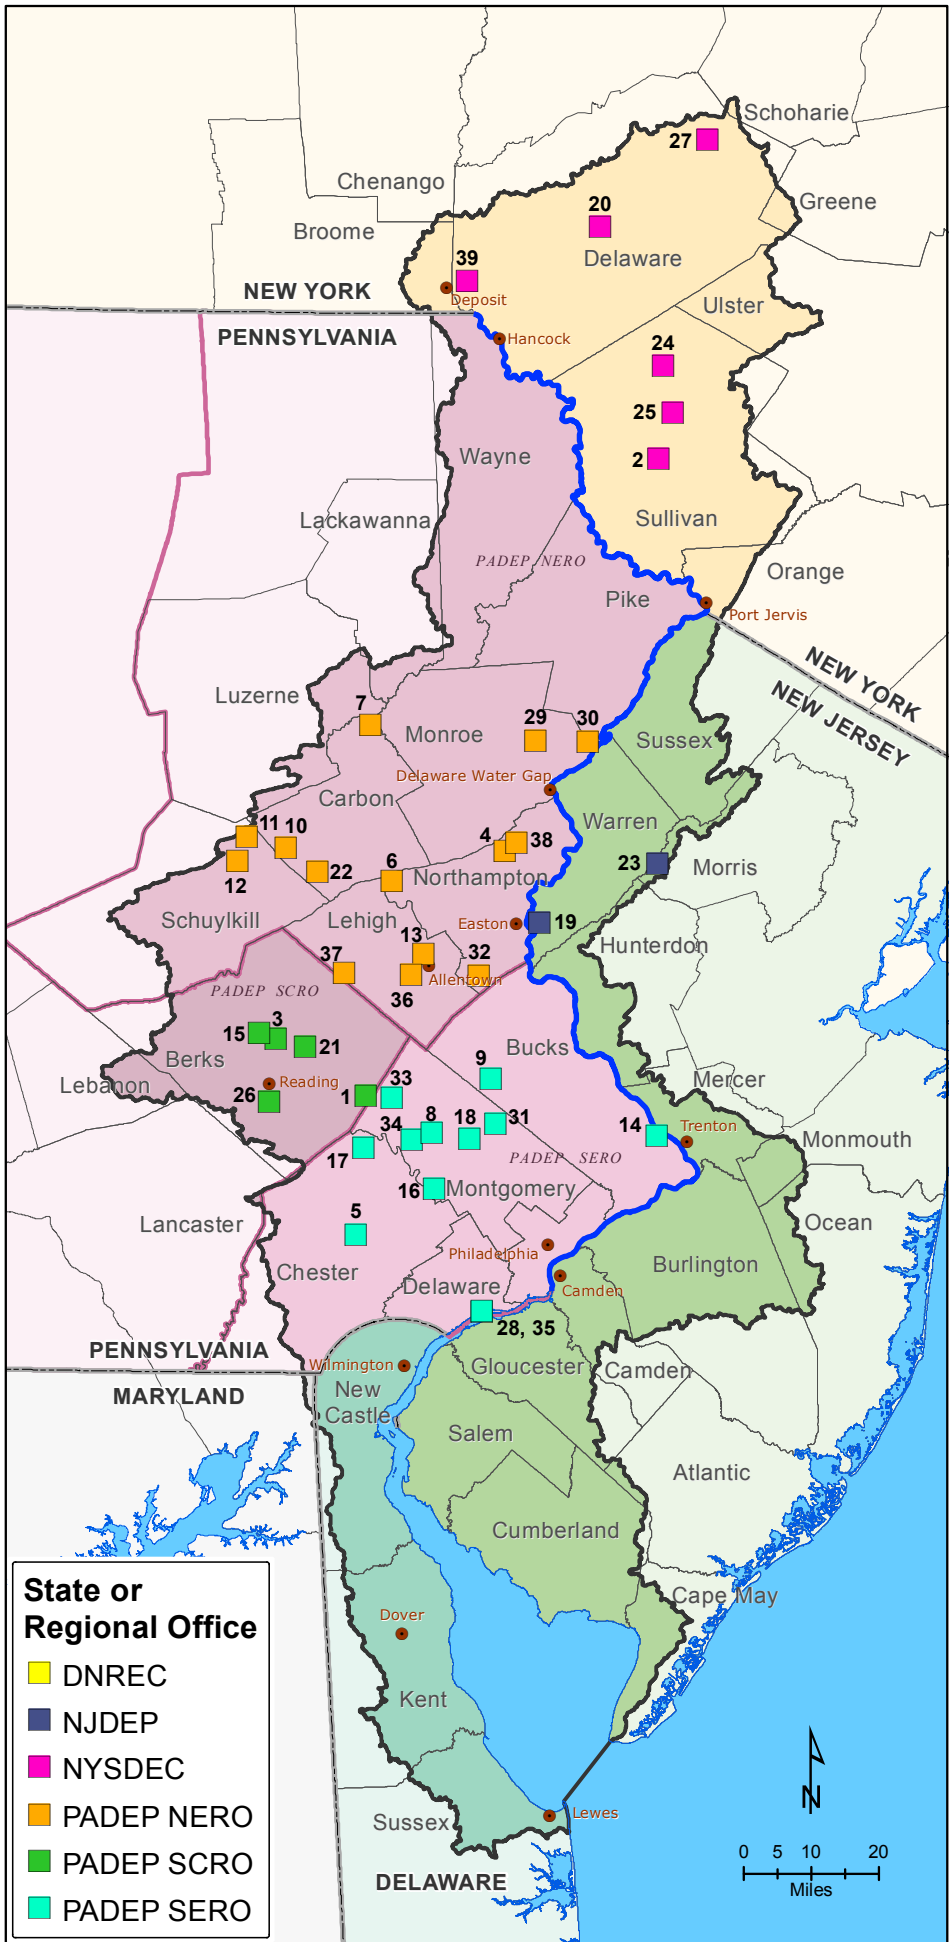 Schoharie
27
Chenango
Greene
20
Broome
Delaware
39
NEW YORK
Deposit
Ulster
PENNSYLVANIA
Hancock
24
25
Wayne
2
Lackawanna
Sullivan
PADEP NERO
Orange
Pike
Port Jervis
NEW YORK
NEW JERSEY
Luzerne
7
29
30
Monroe
Sussex
Delaware Water Gap
Carbon
Warren
11
10
4
38
23
Morris
12
22
6
Northampton
Schuylkill
Lehigh
Easton
19
13
Hunterdon
37
32
Allentown
PADEP SCRO
36
15
3
21
Bucks
Berks
9
Lebanon
Reading
33
Mercer
26
1
34
8
18
31
14
Trenton
Monmouth
17
PADEP SERO
16
Montgomery
5
Lancaster
Ocean
Philadelphia
Burlington
Chester
Delaware
Camden
28, 35
PENNSYLVANIA
Wilmington
Gloucester
Camden
MARYLAND
New
Castle
Salem
Atlantic
Cumberland
State or
Regional Office
Cape May
Dover
DNREC
Kent
NJDEP
NYSDEC
N
PADEP NERO
Sussex
Lewes
PADEP SCRO
0 5 10 20
DELAWARE
Miles
PADEP SERO